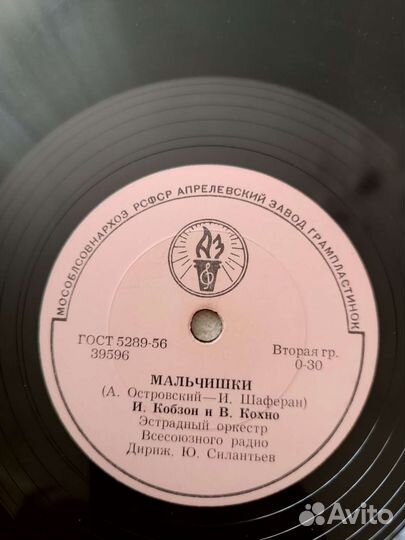 МОСОБЛСОВНАРХОЗ РСФСР АПРЕЛЕВСКИЙ ЗАВОД ГРАМПЛАСТИНОК
АЗ
ГОСТ 5289-56
39596
Вторая гр.
0-30
МАЛЬЧИШКИ
(А. Островский—И. Шаферан)
И. Кобзон и В. Кохно
Эстрадный оркестр
Всесоюзного радио
Дириж. Ю. Силантьев
Avito